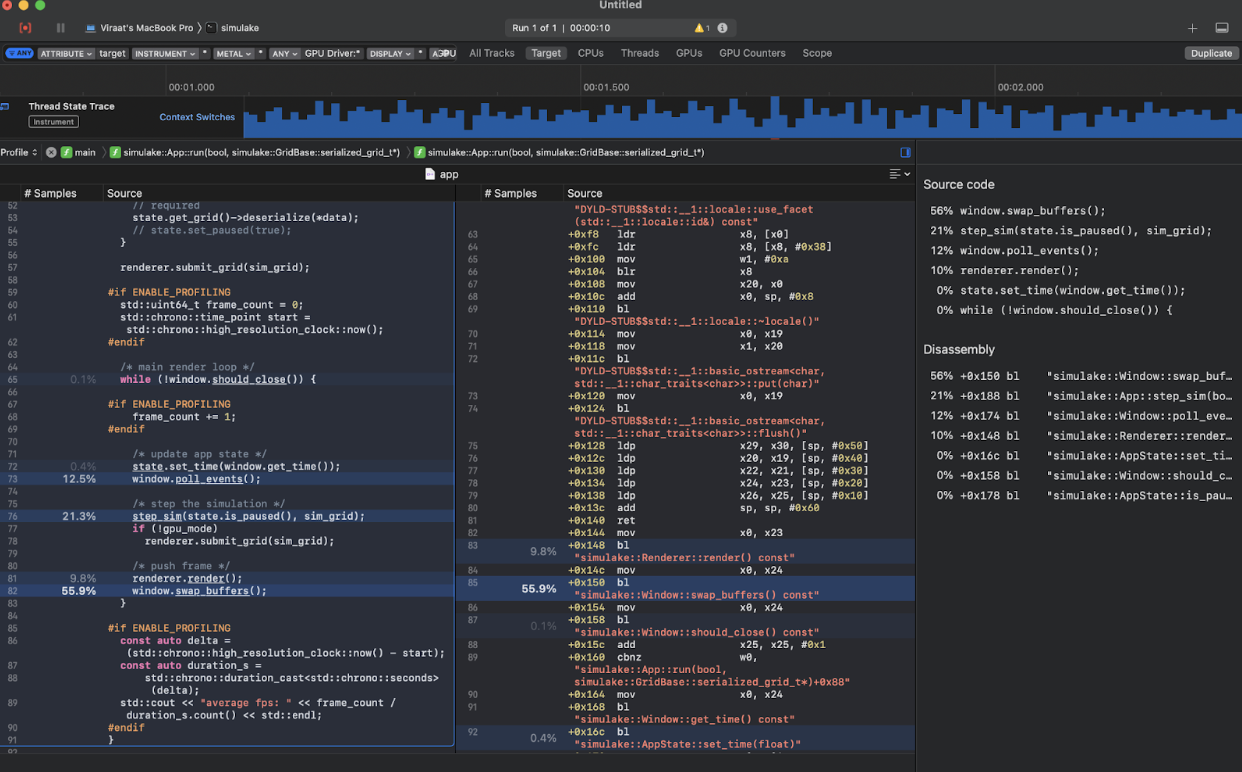 Untitled
Viraat's MacBook Pro 〉 simulake
Run 1 of 1 | 00:00:10
1
ANY ATTRIBUTE target INSTRUMENT * METAL * ANY GPU Driver:* DISPLAY * All Tracks Target CPUs Threads GPUs GPU Counters Scope Duplicate
00:01.000 00:01.500 00:02.000
Thread State Trace
Instrument
Context Switches
Profile main simulake::App::run(bool, simulake::GridBase::serialized_grid_t*) simulake::App::run(bool, simulake::GridBase::serialized_grid_t*)
app
# Samples Source
52 // required
53 state.get_grid()->deserialize(*data);
54 // state.set_paused(true);
55 }
56
57 renderer.submit_grid(sim_grid);
58
59 #if ENABLE_PROFILING
60 std::uint64_t frame_count = 0;
61 std::chrono::time_point start =
std::chrono::high_resolution_clock::now();
62 #endif
63
64 /* main render loop */
65 0.1% while (!window.should_close()) {
66
67 #if ENABLE_PROFILING
68 frame_count += 1;
69 #endif
70
71 /* update app state */
72 0.4% state.set_time(window.get_time());
73 12.5% window.poll_events();
74
75 /* step the simulation */
76 21.3% step_sim(state.is_paused(), sim_grid);
77 if (!gpu_mode)
78 renderer.submit_grid(sim_grid);
79
80 /* push frame */
81 9.8% renderer.render();
82 55.9% window.swap_buffers();
83 }
84
85 #if ENABLE_PROFILING
86 const auto delta =
(std::chrono::high_resolution_clock::now() - start);
87 const auto duration_s =
88 std::chrono::duration_cast<std::chrono::seconds>
(delta);
89 std::cout << "average fps: " << frame_count /
duration_s.count() << std::endl;
90 #endif
91 }
92
# Samples Source
"DYLD-STUB$$std::__1::locale::use_facet
(std::__1::locale::id&) const"
63 +0xf8 ldr x8, [x0]
64 +0xfc ldr x8, [x8, #0x38]
65 +0x100 mov w1, #0xa
66 +0x104 blr x8
67 +0x108 mov x20, x0
68 +0x10c add x0, sp, #0x8
69 +0x110 bl
"DYLD-STUB$$std::__1::locale::~locale()"
70 +0x114 mov x0, x19
71 +0x118 mov x1, x20
72 +0x11c bl
"DYLD-STUB$$std::__1::basic_ostream<char,
std::__1::char_traits<char>>::put(char)"
73 +0x120 mov x0, x19
74 +0x124 bl
"DYLD-STUB$$std::__1::basic_ostream<char,
std::__1::char_traits<char>>::flush()"
75 +0x128 ldp x29, x30, [sp, #0x50]
76 +0x12c ldp x20, x19, [sp, #0x40]
77 +0x130 ldp x22, x21, [sp, #0x30]
78 +0x134 ldp x24, x23, [sp, #0x20]
79 +0x138 ldp x26, x25, [sp, #0x10]
80 +0x13c add sp, sp, #0x60
81 +0x140 ret
82 +0x144 mov x0, x23
83 9.8% +0x148 bl
"simulake::Renderer::render() const"
84 +0x14c mov x0, x24
85 55.9% +0x150 bl
"simulake::Window::swap_buffers() const"
86 +0x154 mov x0, x24
87 0.1% +0x158 bl
"simulake::Window::should_close() const"
88 +0x15c add x25, x25, #0x1
89 +0x160 cbnz w0,
"simulake::App::run(bool,
simulake::GridBase::serialized_grid_t*)+0x88"
90 +0x164 mov x0, x24
91 +0x168 bl
"simulake::Window::get_time() const"
92 0.4% +0x16c bl
"simulake::AppState::set_time(float)"
Source code
56% window.swap_buffers();
21% step_sim(state.is_paused(), sim_grid);
12% window.poll_events();
10% renderer.render();
0% state.set_time(window.get_time());
0% while (!window.should_close()) {
Disassembly
56% +0x150 bl "simulake::Window::swap_buf…
21% +0x188 bl "simulake::App::step_sim(bo…
12% +0x174 bl "simulake::Window::poll_eve…
10% +0x148 bl "simulake::Renderer::render…
0% +0x16c bl "simulake::AppState::set_ti…
0% +0x158 bl "simulake::Window::should_c…
0% +0x178 bl "simulake::AppState::is_pau…